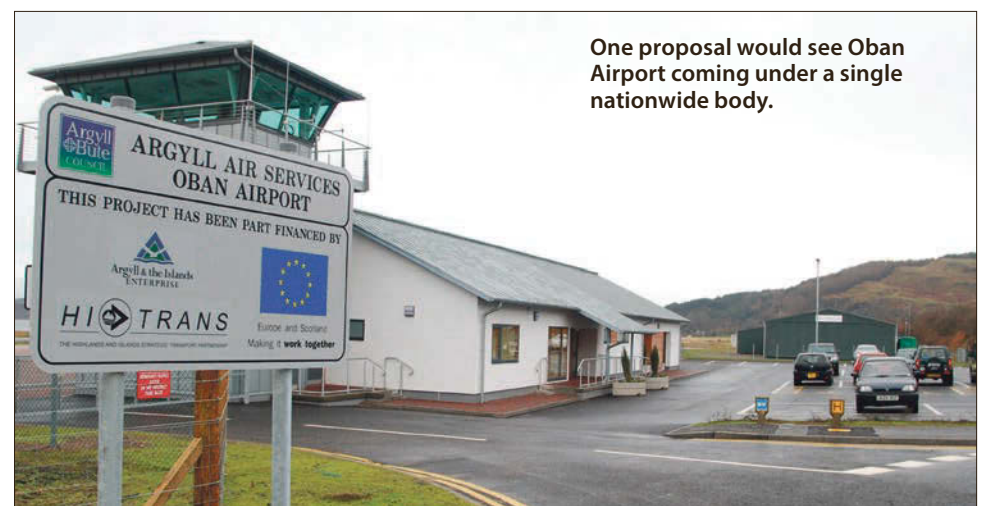 One proposal would see Oban
Airport coming under a single
nationwide body.
Argyll
&Bute
COUNCIL
ARGYLL AIR SERVICES
OBAN AIRPORT
THIS PROJECT HAS BEEN PART FINANCED BY
Argyll & the Islands
ENTERPRISE
HI TRANS
THE HIGHLANDS AND ISLANDS STRATEGIC TRANSPORT PARTNERSHIP
Europe and Scotland
Making it work together